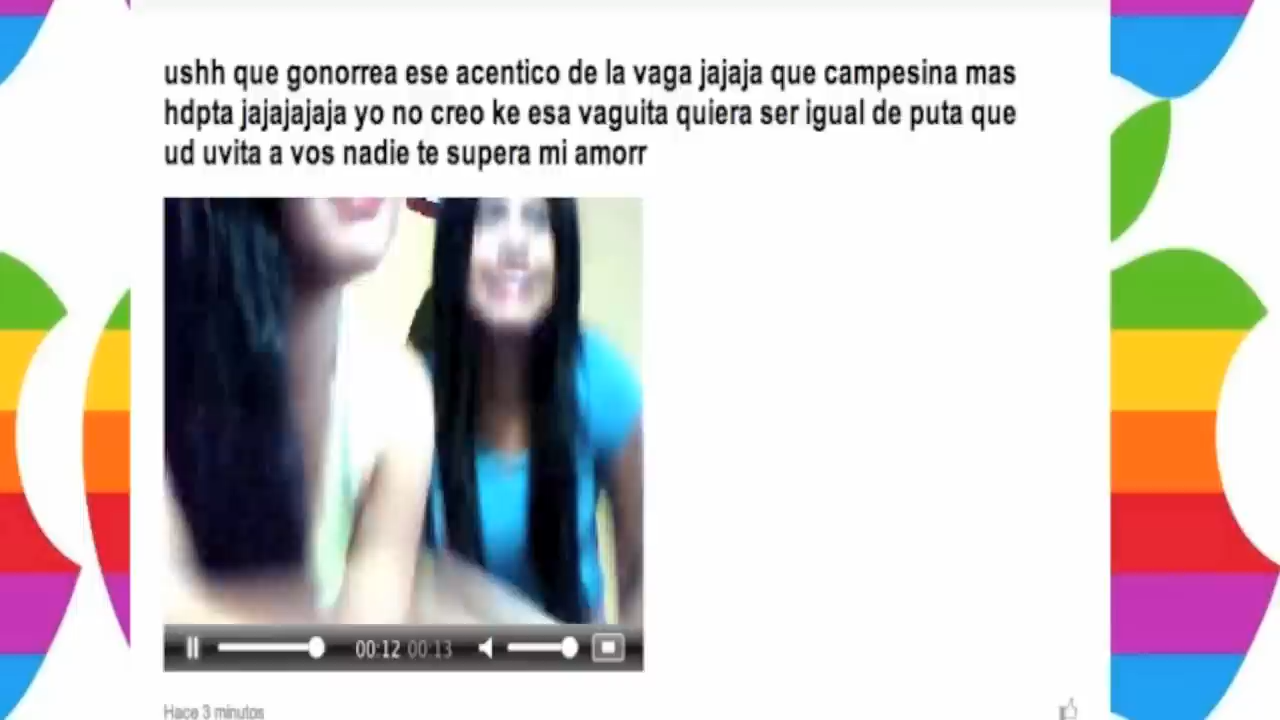 ushh que gonorrea ese acentico de la vaga jajaja que campesina mas
hdpta jajajajaja yo no creo ke esa vaguita quiera ser igual de puta que
ud uvita a vos nadie te supera mi amorr
00:12 00:13
Hace 3 minutos